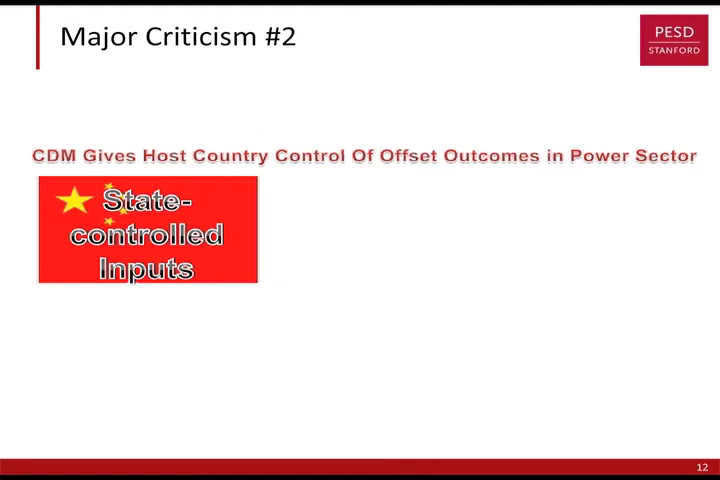 Major Criticism #2
PESD
STANFORD
CDM Gives Host Country Control Of Offset Outcomes in Power Sector
State-
controlled
Inputs
12